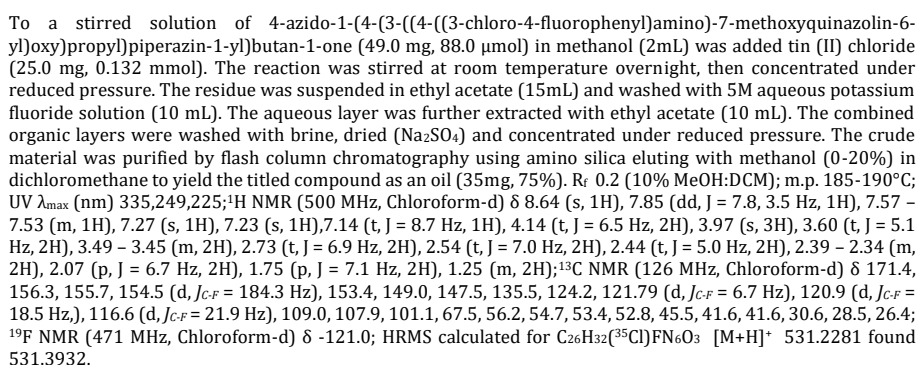 To a stirred solution of 4-azido-1-(4-(3-((4-((3-chloro-4-fluorophenyl)amino)-7-methoxyquinazolin-6-
yl)oxy)propyl)piperazin-1-yl)butan-1-one (49.0 mg, 88.0 µmol) in methanol (2mL) was added tin (II) chloride
(25.0 mg, 0.132 mmol). The reaction was stirred at room temperature overnight, then concentrated under
reduced pressure. The residue was suspended in ethyl acetate (15mL) and washed with 5M aqueous potassium
fluoride solution (10 mL). The aqueous layer was further extracted with ethyl acetate (10 mL). The combined
organic layers were washed with brine, dried (Na₂SO₄) and concentrated under reduced pressure. The crude
material was purified by flash column chromatography using amino silica eluting with methanol (0-20%) in
dichloromethane to yield the titled compound as an oil (35mg, 75%). Rf 0.2 (10% MeOH:DCM); m.p. 185-190°C;
UV λmax (nm) 335,249,225;¹H NMR (500 MHz, Chloroform-d) δ 8.64 (s, 1H), 7.85 (dd, J = 7.8, 3.5 Hz, 1H), 7.57 –
7.53 (m, 1H), 7.27 (s, 1H), 7.23 (s, 1H),7.14 (t, J = 8.7 Hz, 1H), 4.14 (t, J = 6.5 Hz, 2H), 3.97 (s, 3H), 3.60 (t, J = 5.1
Hz, 2H), 3.49 – 3.45 (m, 2H), 2.73 (t, J = 6.9 Hz, 2H), 2.54 (t, J = 7.0 Hz, 2H), 2.44 (t, J = 5.0 Hz, 2H), 2.39 – 2.34 (m,
2H), 2.07 (p, J = 6.7 Hz, 2H), 1.75 (p, J = 7.1 Hz, 2H), 1.25 (m, 2H);¹³C NMR (126 MHz, Chloroform-d) δ 171.4,
156.3, 155.7, 154.5 (d, JC-F = 184.3 Hz), 153.4, 149.0, 147.5, 135.5, 124.2, 121.79 (d, JC-F = 6.7 Hz), 120.9 (d, JC-F =
18.5 Hz,), 116.6 (d, JC-F = 21.9 Hz), 109.0, 107.9, 101.1, 67.5, 56.2, 54.7, 53.4, 52.8, 45.5, 41.6, 41.6, 30.6, 28.5, 26.4;
¹⁹F NMR (471 MHz, Chloroform-d) δ -121.0; HRMS calculated for C₂₆H₃₂(³⁵Cl)FN₆O₃ [M+H]⁺ 531.2281 found
531.3932.